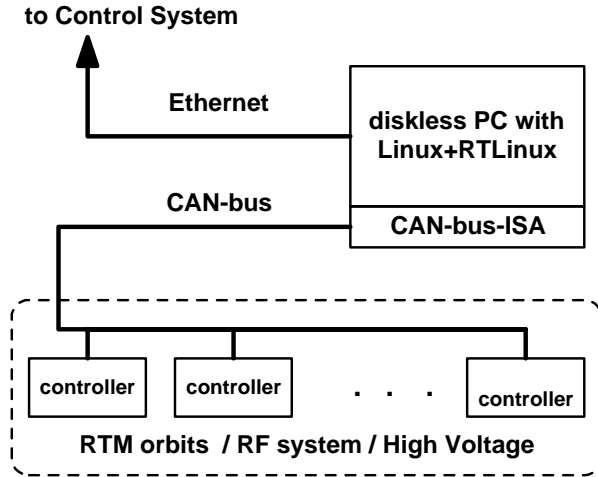 to Control System
Ethernet
diskless PC with
Linux+RTLinux
CAN-bus
CAN-bus-ISA
controller
controller
. . .
controller
RTM orbits / RF system / High Voltage